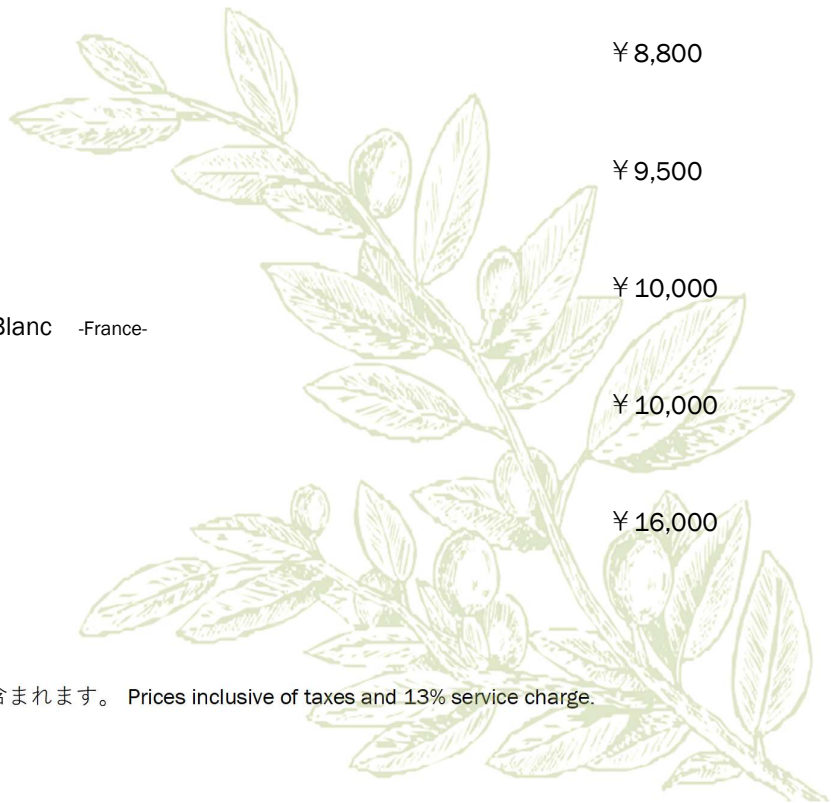 ￥8,800
￥9,500
￥10,000
Blanc -France-
￥10,000
￥16,000
含まれます。 Prices inclusive of taxes and 13% service charge.